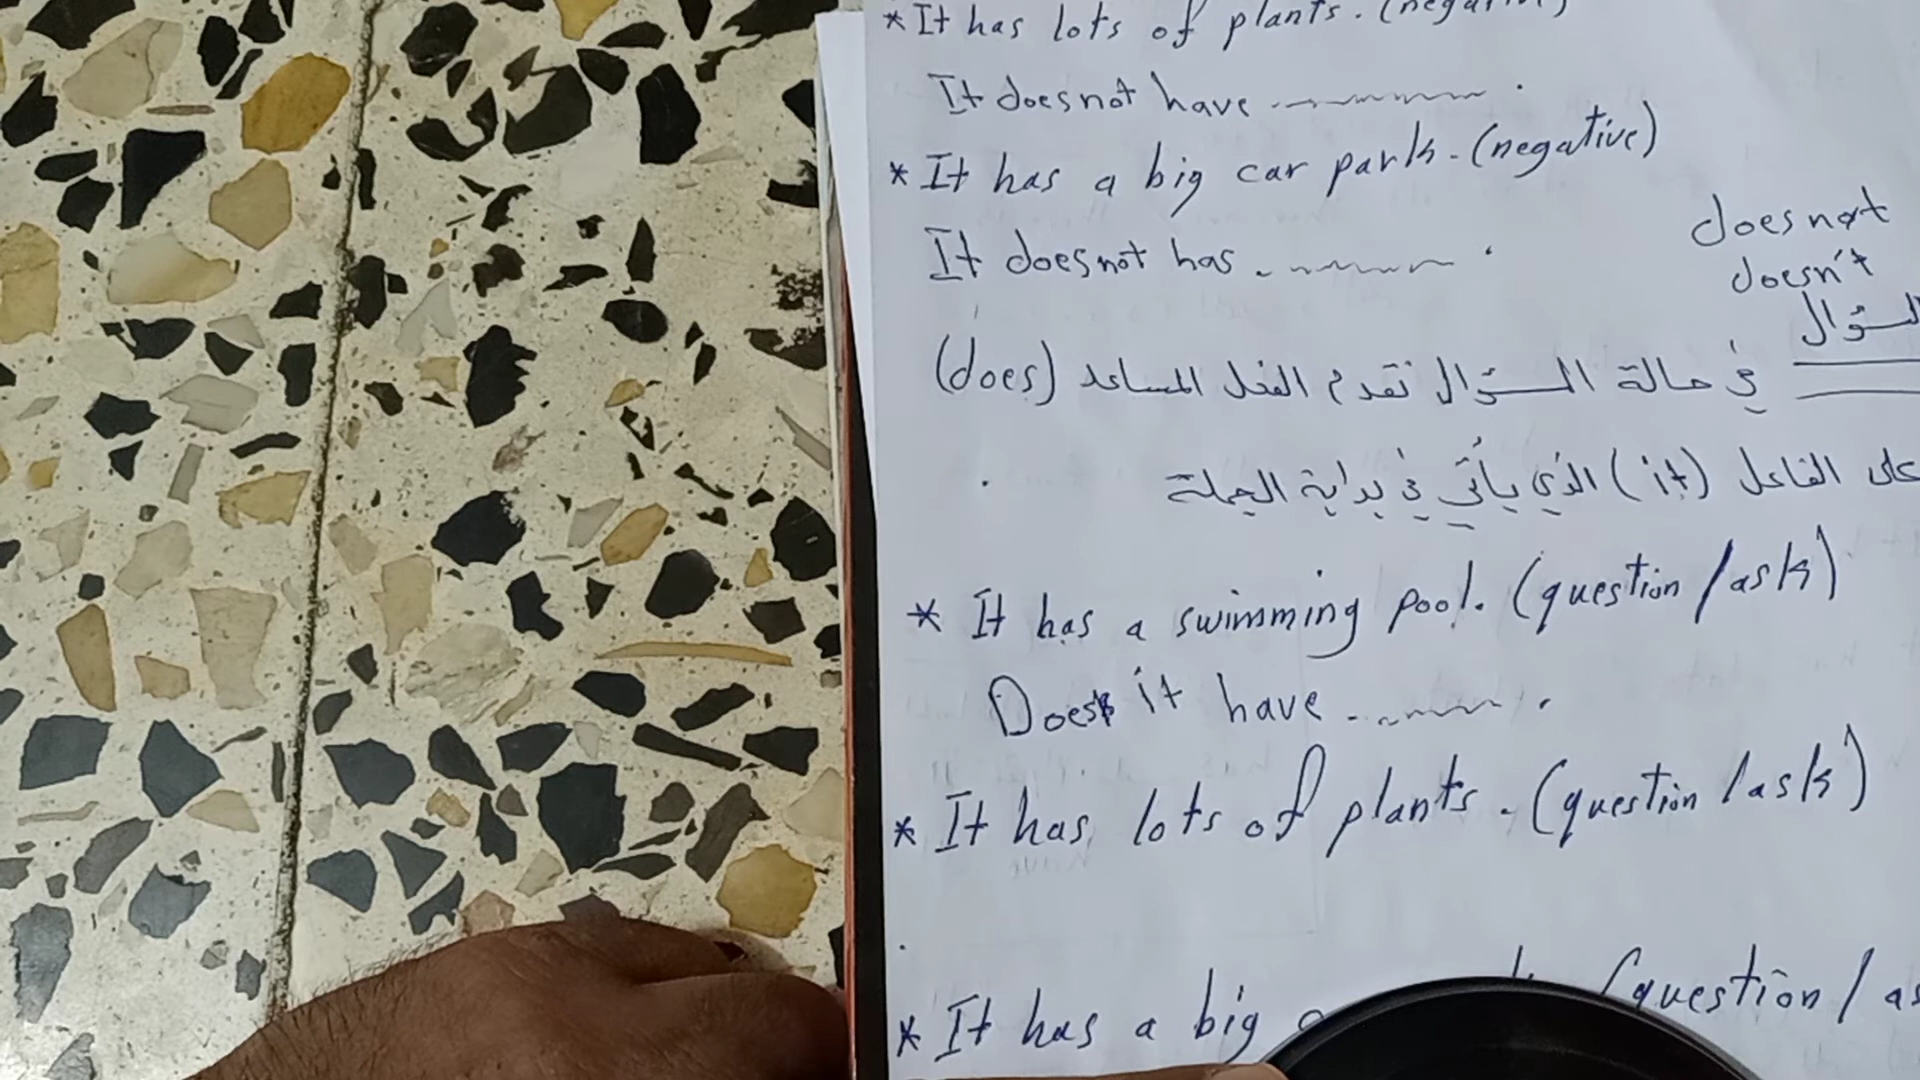 * It has lots of plants. (negative)
It does not have .
* It has a big car park. (negative)
It does not has .
does not
doesn't
السؤال
في حالة السؤال نقدم الفعل المساعد (does)
على الفاعل (it) الذي يأتي في بداية الجملة .
* It has a swimming pool. (question / ask)
Does it have .
* It has lots of plants. (question / ask)
* It has a big (question / as